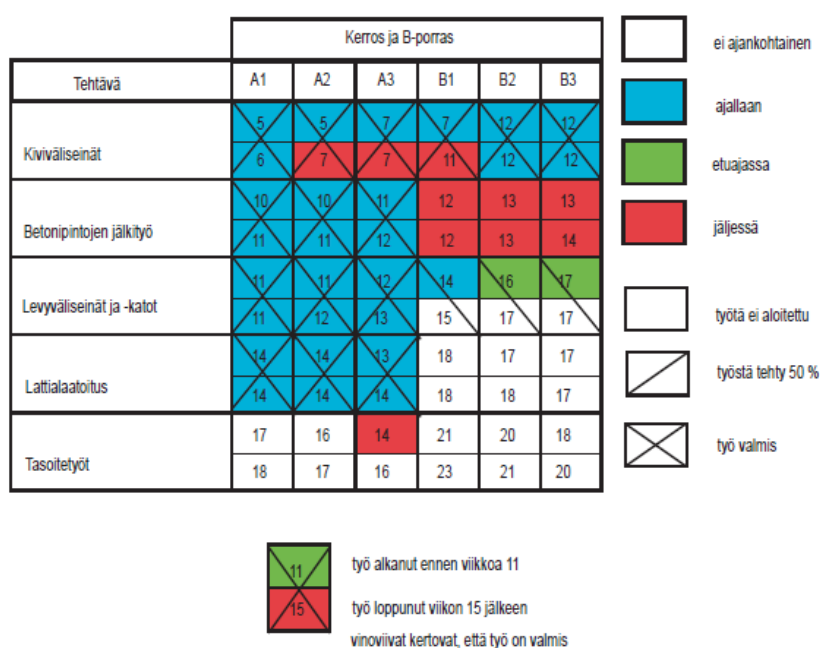 Kerros ja B-porras
Tehtävä A1 A2 A3 B1 B2 B3
5 5 7 7 12 12
Kiviväliseinät
6 7 7 11 12 12
10 10 11 12 13 13
Betonipintojen jälkityö
11 11 12 12 13 14
11 11 12 14 16 17
Levyväliseinät ja -katot
11 12 13 15 17 17
14 14 13 18 17 17
Lattialaatoitus
14 14 14 18 18 17
17 16 14 21 20 18
Tasoitetyöt
18 17 16 23 21 20
ei ajankohtainen
ajallaan
etuajassa
jäljessä
työtä ei aloitettu
työstä tehty 50 %
työ valmis
11 työ alkanut ennen viikkoa 11
15 työ loppunut viikon 15 jälkeen
vinoviivat kertovat, että työ on valmis